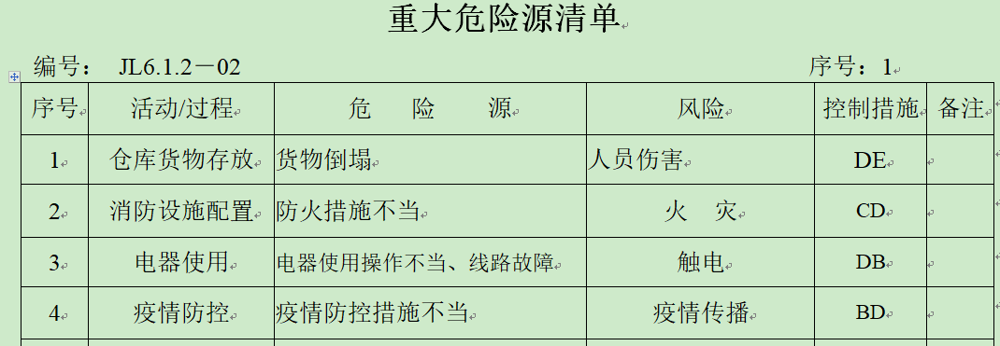 重大危险源清单
编号： JL6.1.2－02 序号：1
序号 活动/过程 危 险 源 风险 控制措施 备注
1 仓库货物存放 货物倒塌 人员伤害 DE
2 消防设施配置 防火措施不当 火 灾 CD
3 电器使用 电器使用操作不当、线路故障 触电 DB
4 疫情防控 疫情防控措施不当 疫情传播 BD